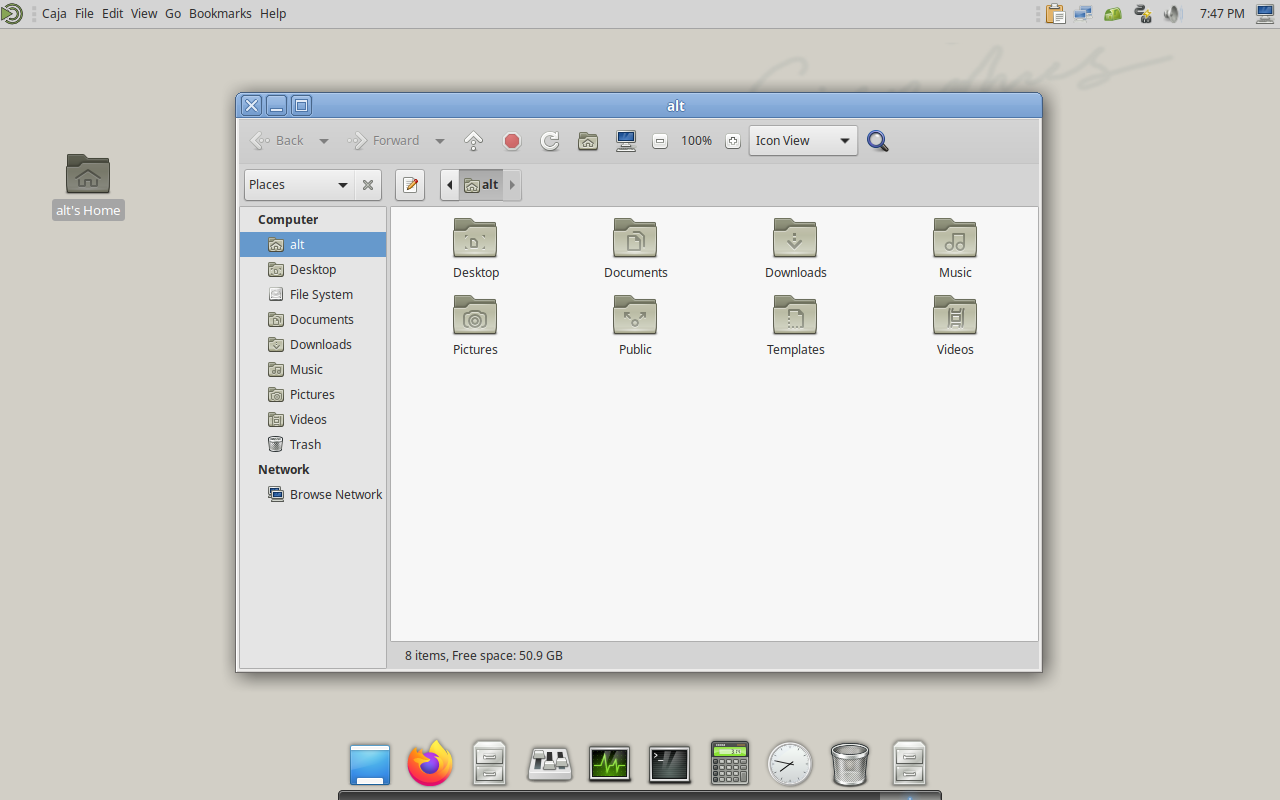 Caja File Edit View Go Bookmarks Help 7:47 PM
alt
Back Forward 100% Icon View
Places alt
alt's Home
Computer
alt
Desktop
File System
Documents
Downloads
Music
Pictures
Videos
Trash
Network
Browse Network
Desktop Documents Downloads Music
Pictures Public Templates Videos
8 items, Free space: 50.9 GB